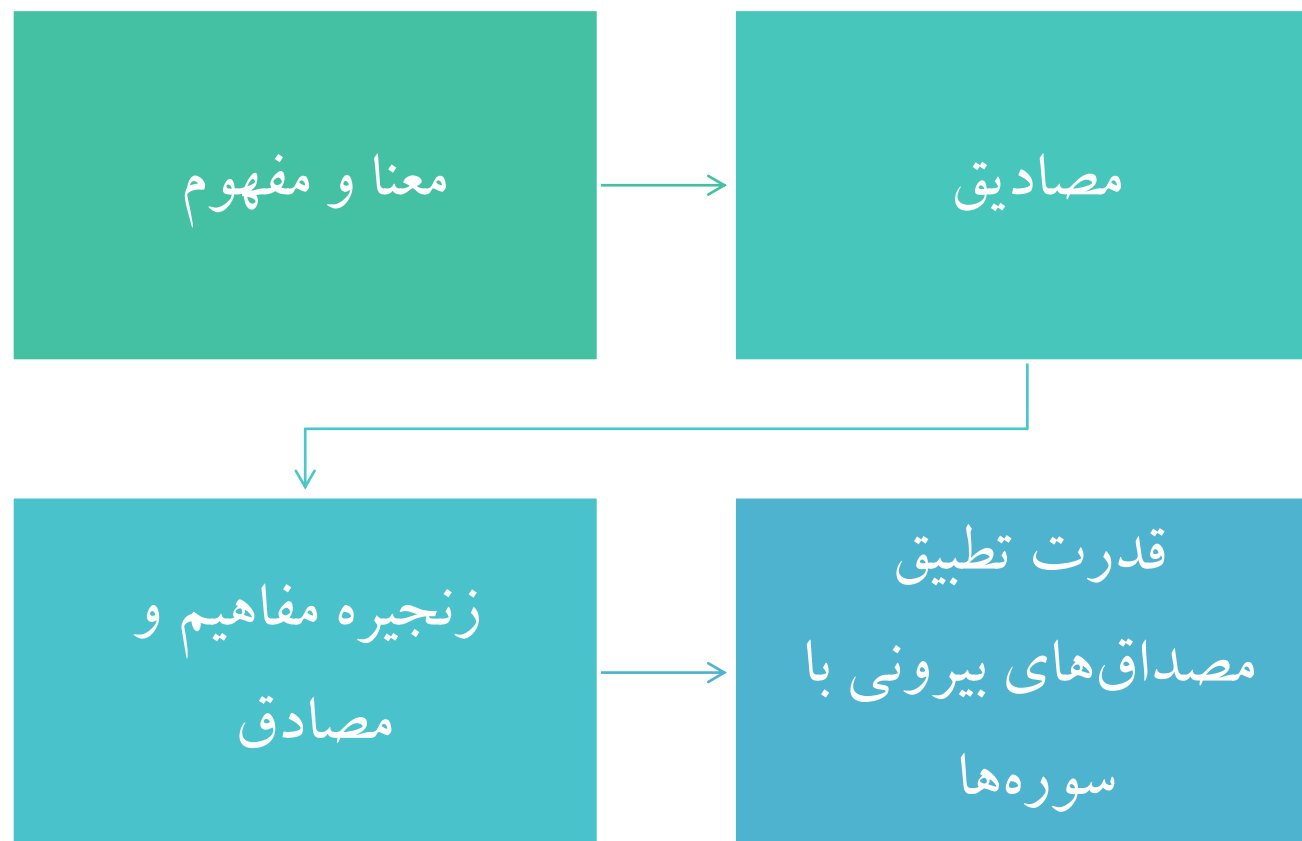 معنا و مفهوم
مصادیق
زنجیره مفاهیم و
مصادق
قدرت تطبیق
مصداق‌های بیرونی با
سوره‌ها